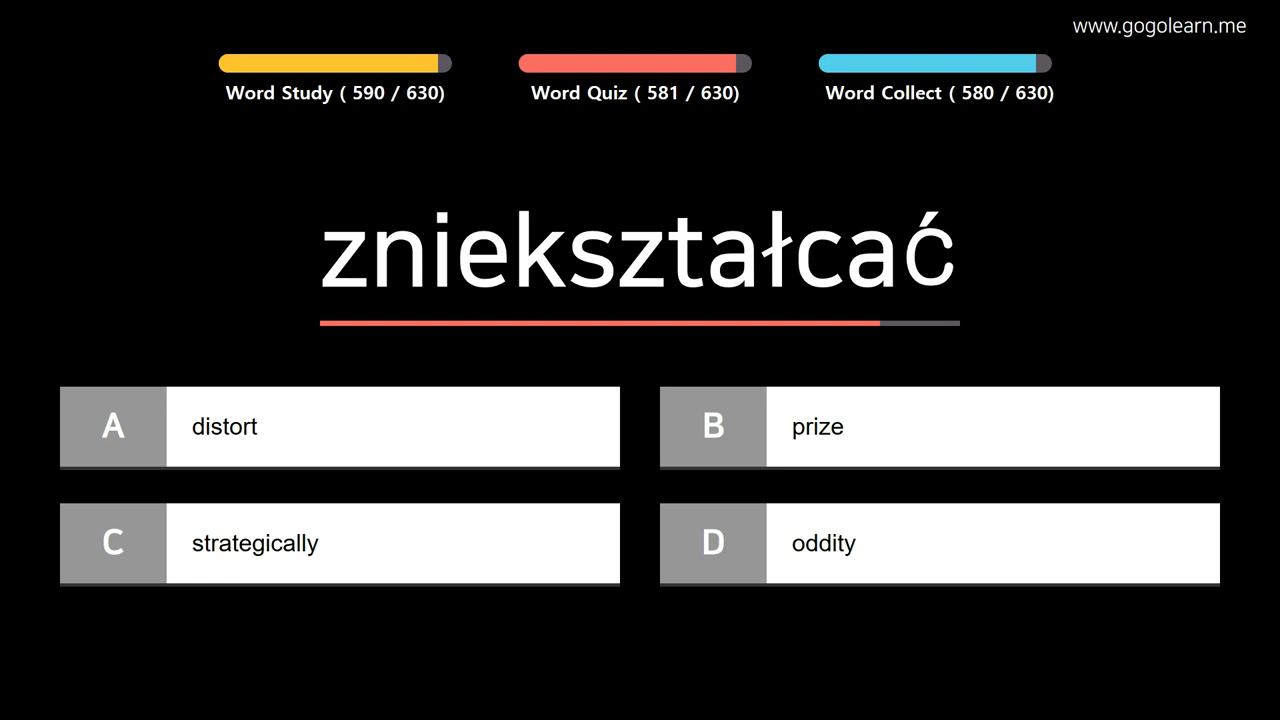 www.gogolearn.me
Word Study ( 590 / 630)
Word Quiz ( 581 / 630)
Word Collect ( 580 / 630)
zniekształcać
A
distort
B
prize
C
strategically
D
oddity